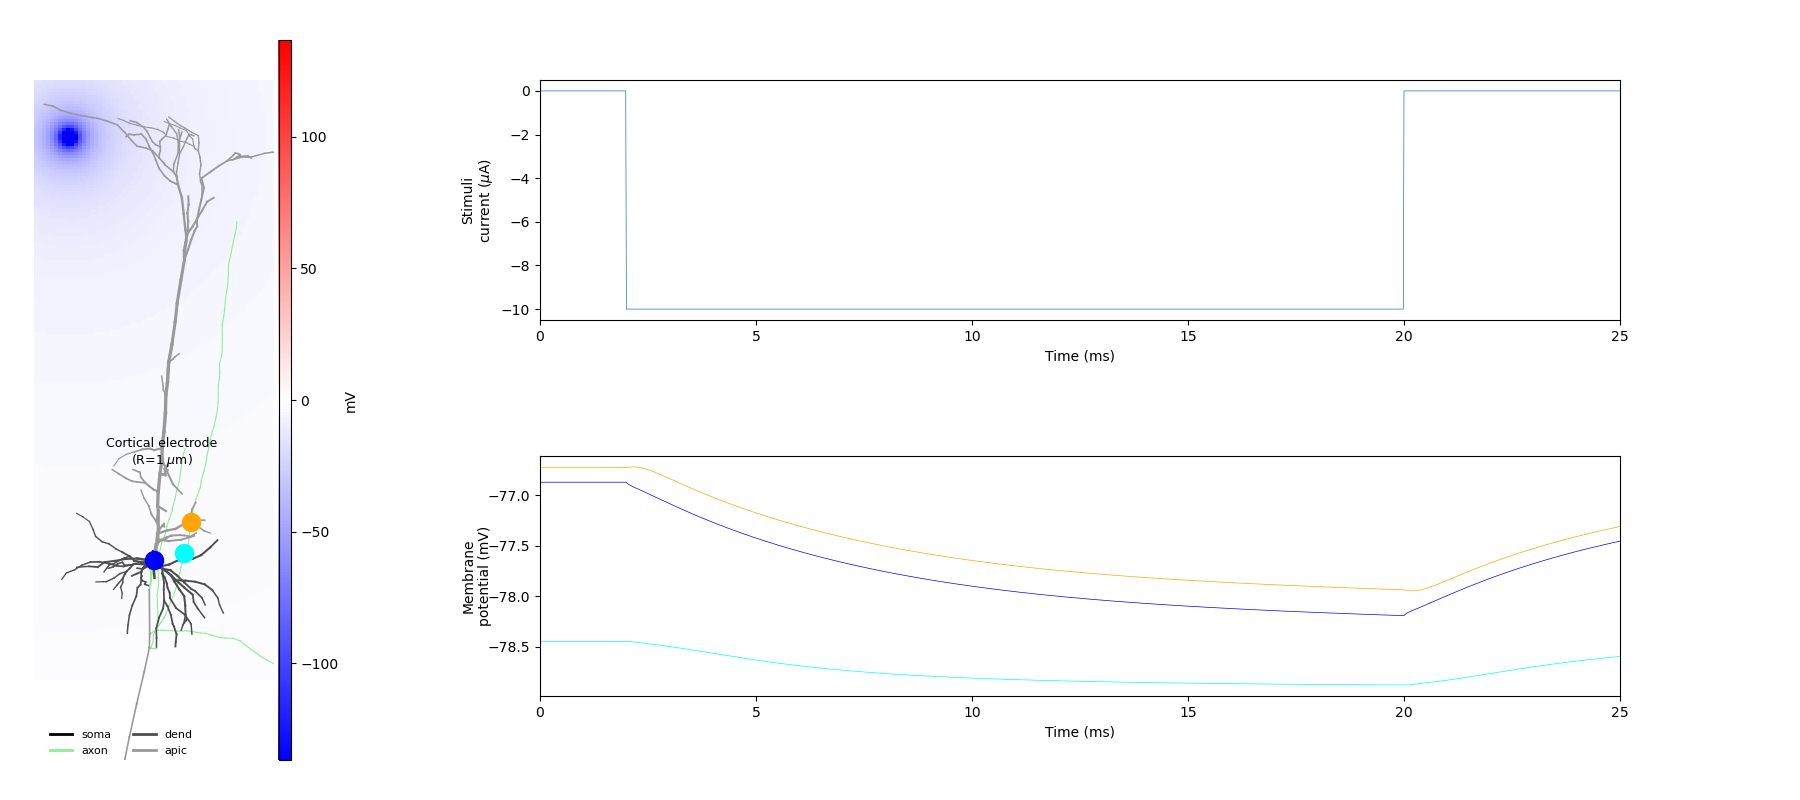 Cortical electrode
(R=1 μm)
soma
dend
axon
apic
100
50
0
−50
−100
mV
Stimuli
current (μA)
0
−2
−4
−6
−8
−10
0
5
10
15
20
25
Time (ms)
Membrane
potential (mV)
−77.0
−77.5
−78.0
−78.5
0
5
10
15
20
25
Time (ms)